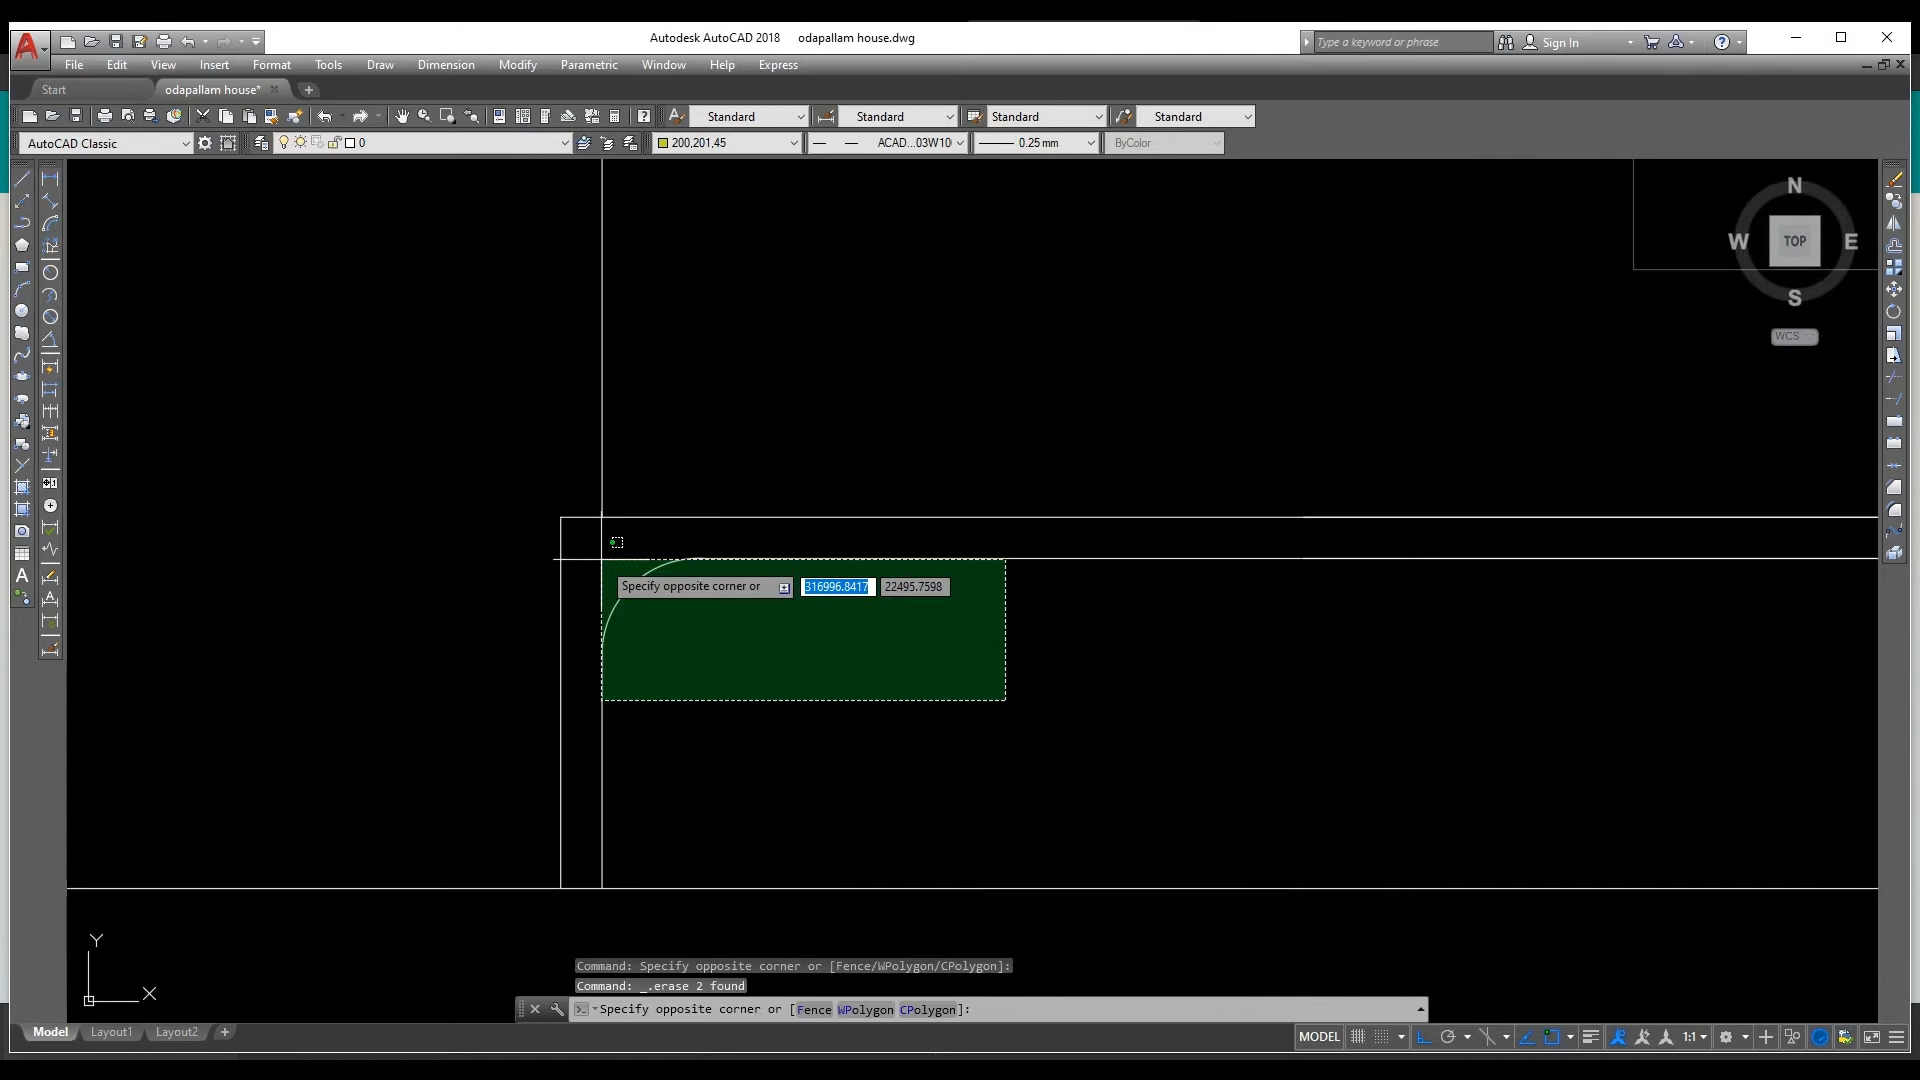 Autodesk AutoCAD 2018 odapallam house.dwg
Type a keyword or phrase
Sign In
File Edit View Insert Format Tools Draw Dimension Modify Parametric Window Help Express
Start odapallam house*
Standard Standard Standard Standard
AutoCAD Classic 0 200,201,45 ACAD...03W10 0.25 mm ByColor
N
W TOP E
S
WCS
Specify opposite corner or 316996.8417 22495.7598
Y
X
Command: Specify opposite corner or [Fence/WPolygon/CPolygon]:
Command: _.erase 2 found
Specify opposite corner or [Fence WPolygon CPolygon]:
Model Layout1 Layout2
MODEL 1:1
A